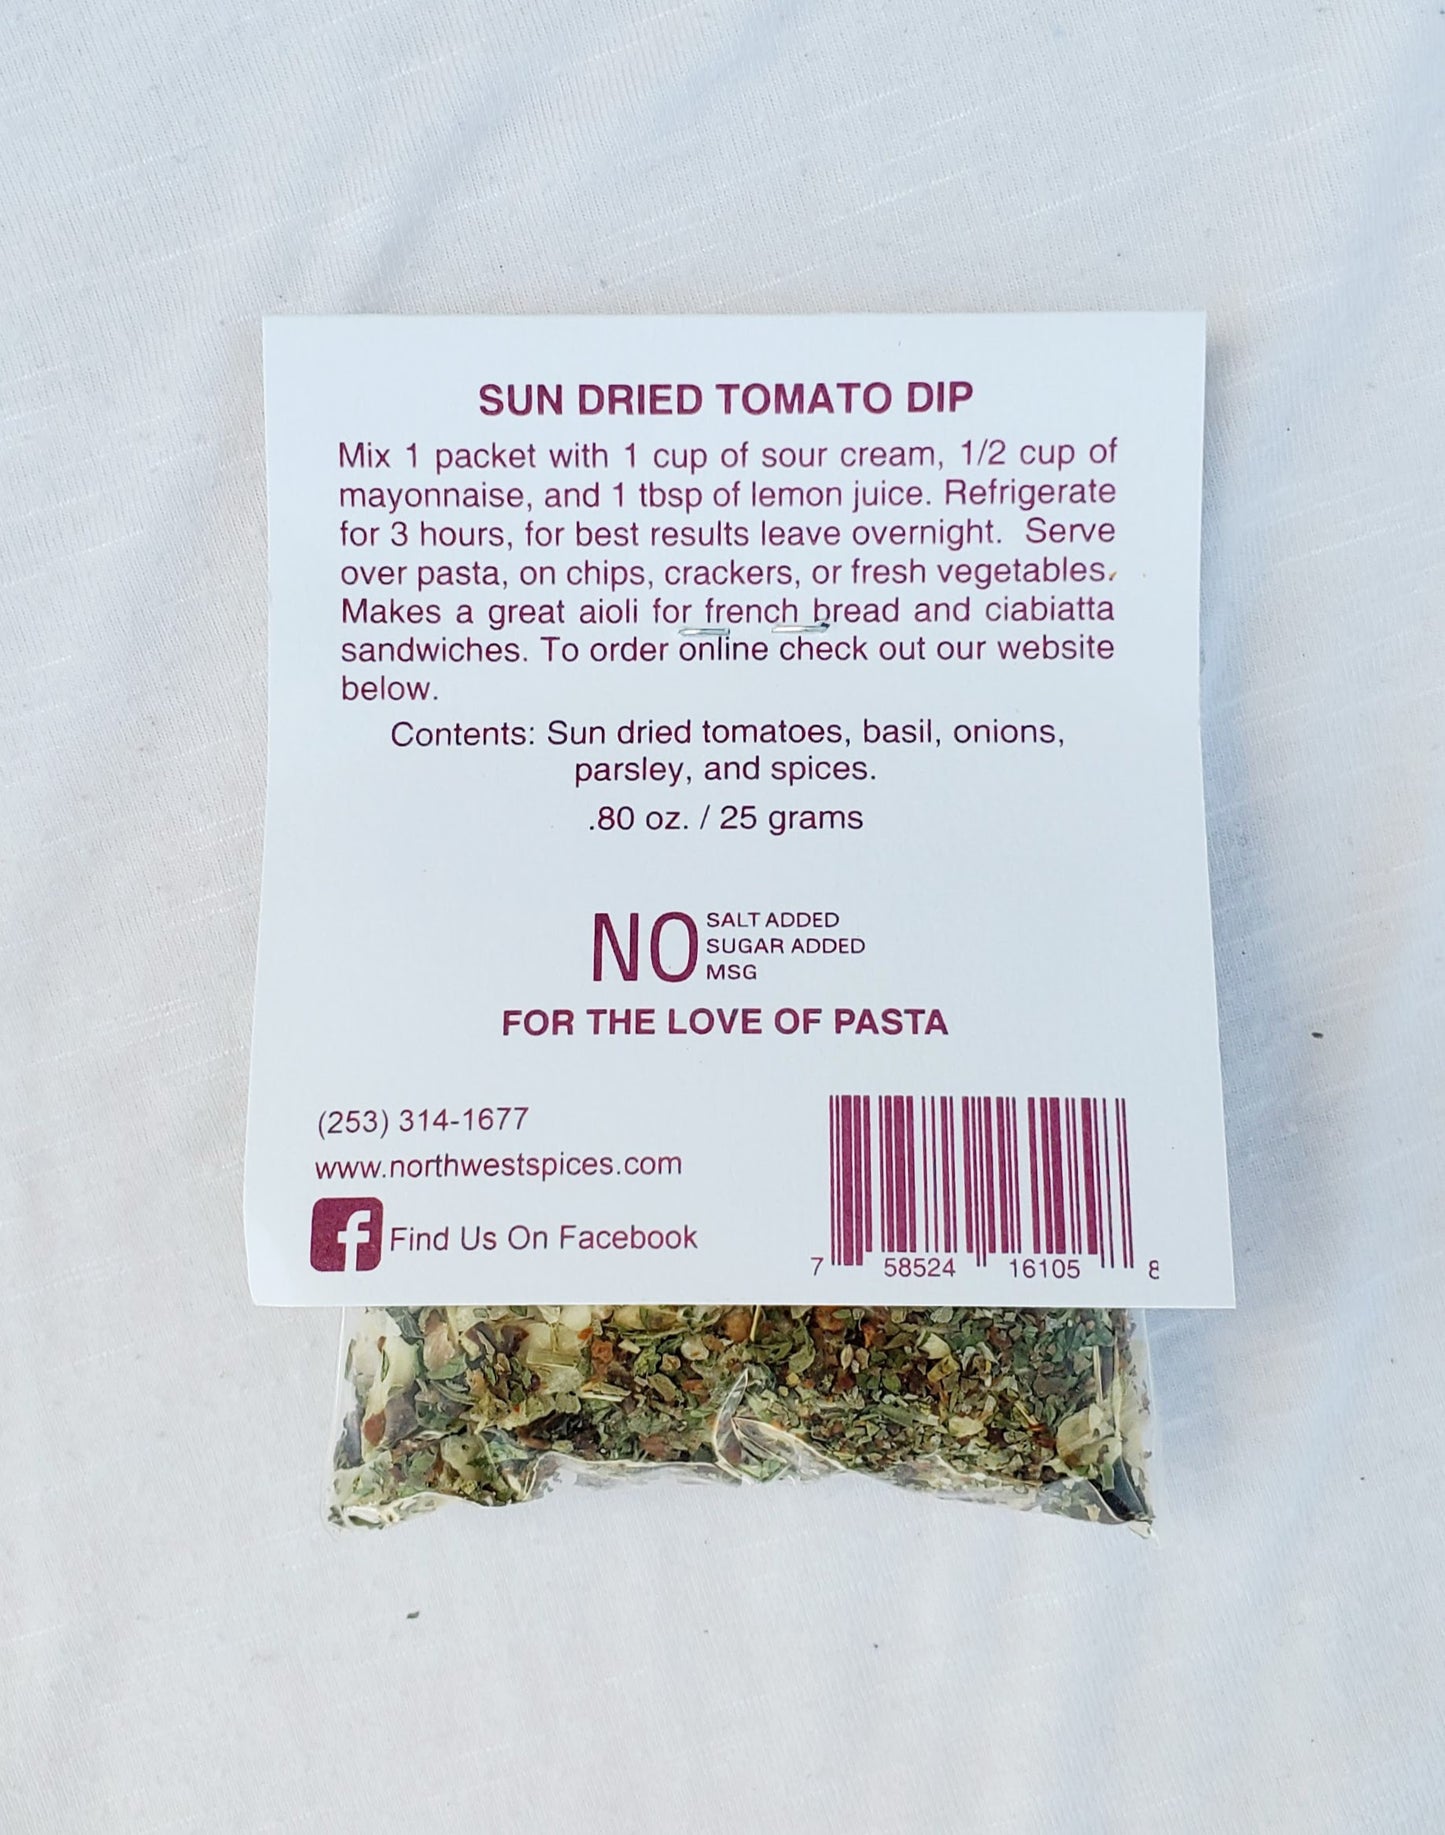 SUN DRIED TOMATO DIP
Mix 1 packet with 1 cup of sour cream, 1/2 cup of
mayonnaise, and 1 tbsp of lemon juice. Refrigerate
for 3 hours, for best results leave overnight. Serve
over pasta, on chips, crackers, or fresh vegetables.
Makes a great aioli for french bread and ciabiatta
sandwiches. To order online check out our website
below.
Contents: Sun dried tomatoes, basil, onions,
parsley, and spices.
.80 oz. / 25 grams
NO SALT ADDED
SUGAR ADDED
MSG
FOR THE LOVE OF PASTA
(253) 314-1677
www.northwestspices.com
f Find Us On Facebook
7 58524 16105 8